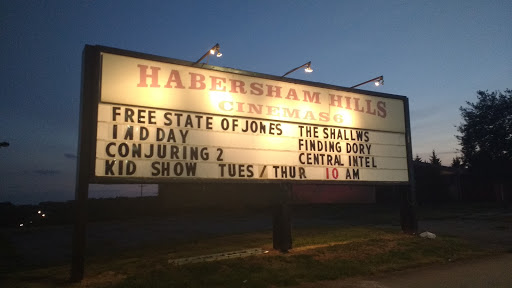 HABERSHAM HILLS
CINEMAS 6
FREE STATE OF JONES THE SHALLWS
IND DAY FINDING DORY
CONJURING 2 CENTRAL INTEL
KID SHOW TUES / THUR 10 AM